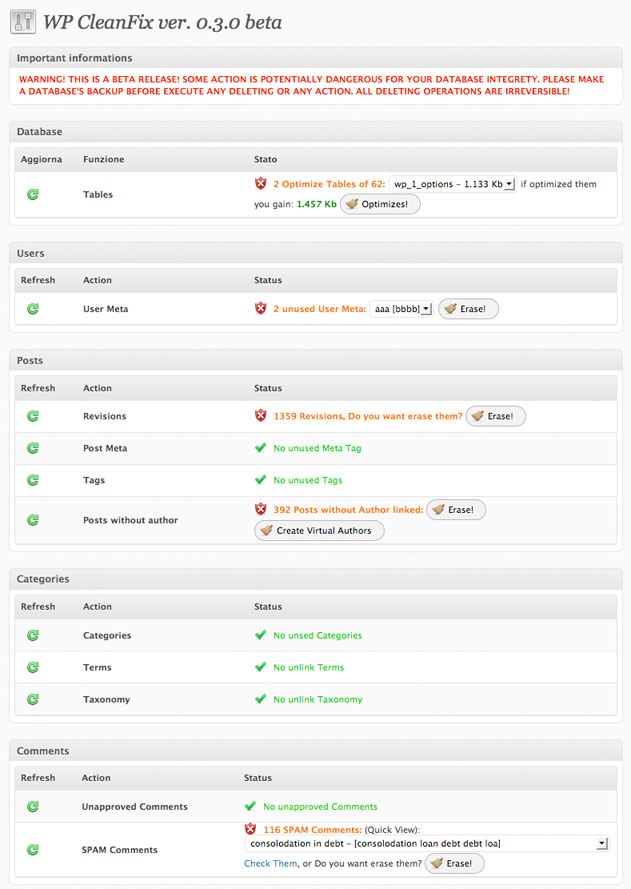 WP CleanFix ver. 0.3.0 beta
Important informations
WARNING! THIS IS A BETA RELEASE! SOME ACTION IS POTENTIALLY DANGEROUS FOR YOUR DATABASE INTEGRETY. PLEASE MAKE
A DATABASE'S BACKUP BEFORE EXECUTE ANY DELETING OR ANY ACTION. ALL DELETING OPERATIONS ARE IRREVERSIBLE!
Database
Aggiorna Funzione Stato
Tables 2 Optimize Tables of 62: wp_1_options - 1.133 Kb if optimized them
you gain: 1.457 Kb Optimizes!
Users
Refresh Action Status
User Meta 2 unused User Meta: aaa [bbbb] Erase!
Posts
Refresh Action Status
Revisions 1359 Revisions, Do you want erase them? Erase!
Post Meta No unused Meta Tag
Tags No unused Tags
Posts without author 392 Posts without Author linked: Erase!
Create Virtual Authors
Categories
Refresh Action Status
Categories No unsed Categories
Terms No unlink Terms
Taxonomy No unlink Taxonomy
Comments
Refresh Action Status
Unapproved Comments No unapproved Comments
SPAM Comments 116 SPAM Comments: (Quick View):
consolodation in debt - [consolodation loan debt debt loa]
Check Them, or Do you want erase them? Erase!